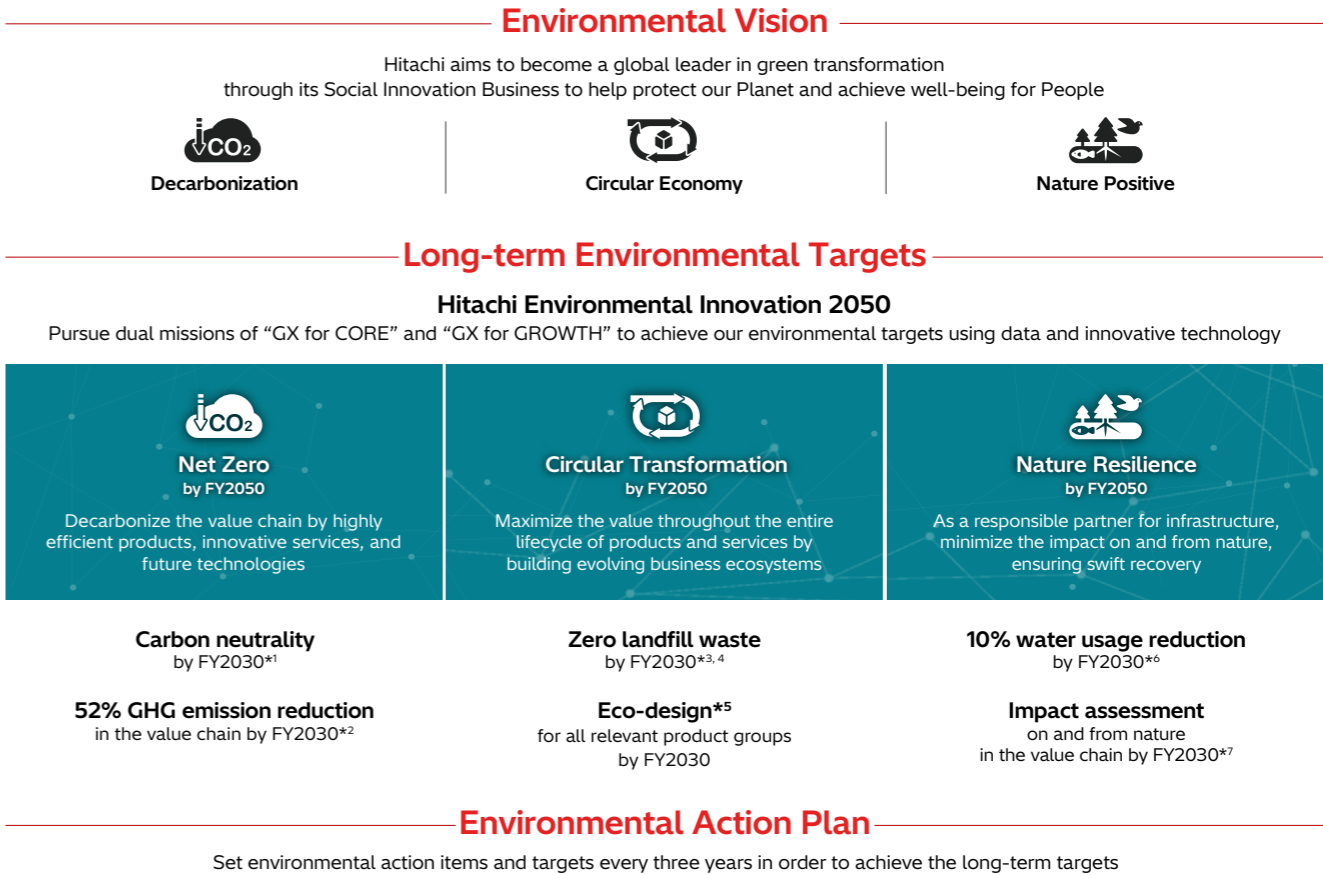 Environmental Vision
Hitachi aims to become a global leader in green transformation
through its Social Innovation Business to help protect our Planet and achieve well-being for People
CO₂
Decarbonization
Circular Economy
Nature Positive
Long-term Environmental Targets
Hitachi Environmental Innovation 2050
Pursue dual missions of “GX for CORE” and “GX for GROWTH” to achieve our environmental targets using data and innovative technology
CO₂
Net Zero
by FY2050
Decarbonize the value chain by highly
efficient products, innovative services, and
future technologies
Circular Transformation
by FY2050
Maximize the value throughout the entire
lifecycle of products and services by
building evolving business ecosystems
Nature Resilience
by FY2050
As a responsible partner for infrastructure,
minimize the impact on and from nature,
ensuring swift recovery
Carbon neutrality
by FY2030*¹
52% GHG emission reduction
in the value chain by FY2030*²
Zero landfill waste
by FY2030*³,⁴
Eco-design*⁵
for all relevant product groups
by FY2030
10% water usage reduction
by FY2030*⁶
Impact assessment
on and from nature
in the value chain by FY2030*⁷
Environmental Action Plan
Set environmental action items and targets every three years in order to achieve the long-term targets